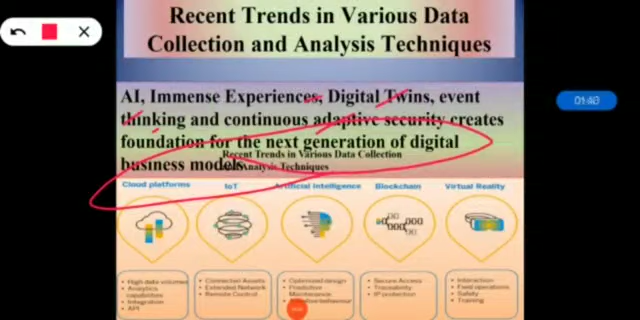 Recent Trends in Various Data
Collection and Analysis Techniques
01:40
AI, Immense Experiences, Digital Twins, event
thinking and continuous adaptive security creates
foundation for the next generation of digital
business models.
Recent Trends in Various Data Collection
Analysis Techniques
Cloud platforms IoT Artificial Intelligence Blockchain Virtual Reality
• High data volumes • Connected Assets • Optimized design • Secure Access • Interaction
• Analytics capabilities • Extended Network • Predictive • Traceability • Field operations
• Integration • Remote Control Maintenance • IP protection • Safety
• API behaviour • Training